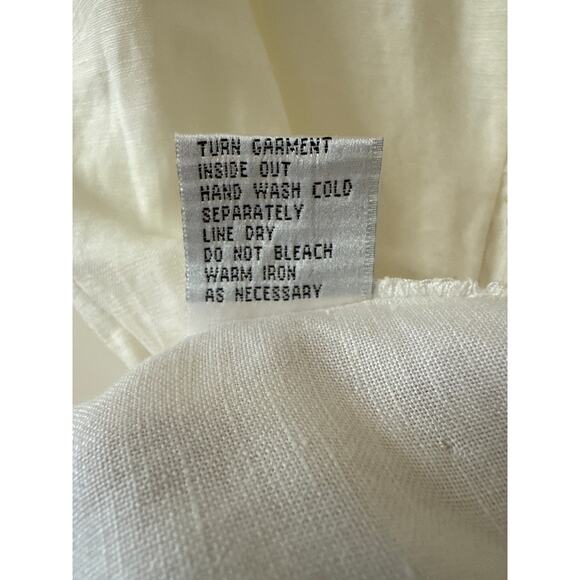 TURN GARMENT
INSIDE OUT
HAND WASH COLD
SEPARATELY
LINE DRY
DO NOT BLEACH
WARM IRON
AS NECESSARY